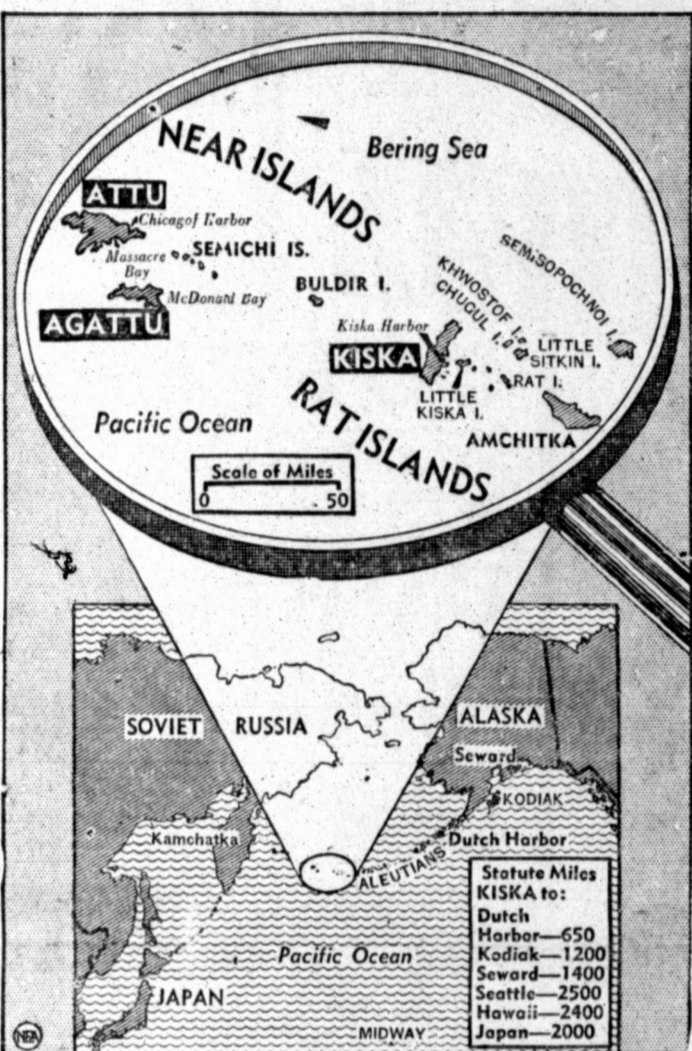 NEAR ISLANDS
Bering Sea
ATTU
Chicagof Harbor
SEMICHI IS.
Massacre
Bay
McDonald Bay
AGATTU
BULDIR I.
SEMISOPOCHNOI I.
KHWOSTOF I.
CHUGUL I.
Kiska Harbor
KISKA
LITTLE
SITKIN I.
RAT I.
LITTLE
KISKA I.
AMCHITKA
RAT ISLANDS
Pacific Ocean
Scale of Miles
0 50
SOVIET RUSSIA
ALASKA
Seward
KODIAK
Kamchatka
Dutch Harbor
ALEUTIANS
Pacific Ocean
JAPAN
MIDWAY
Statute Miles
KISKA to:
Dutch
Harbor—650
Kodiak—1200
Seward—1400
Seattle—2500
Hawaii—2400
Japan—2000
NEA